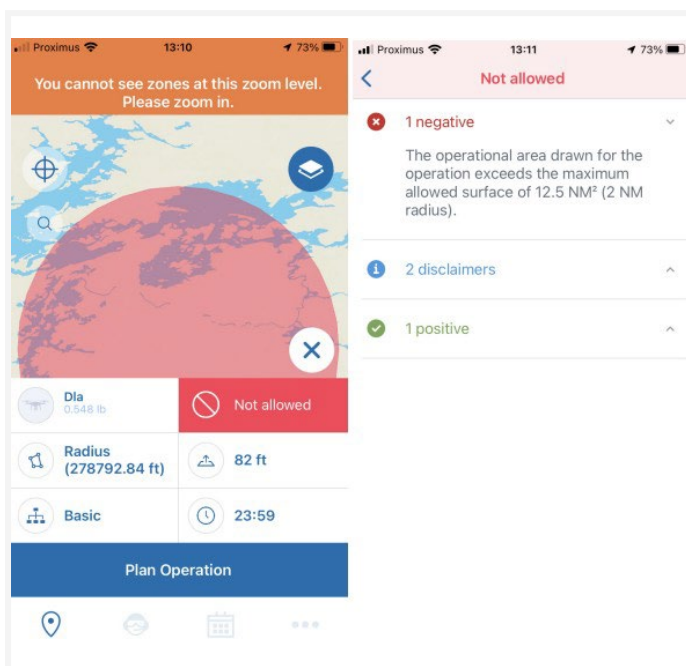 Proximus 13:10 73%
You cannot see zones at this zoom level.
Please zoom in.
Dla
0.548 lb
Not allowed
Radius
(278792.84 ft)
82 ft
Basic
23:59
Plan Operation
Proximus 13:11 73%
Not allowed
1 negative
The operational area drawn for the
operation exceeds the maximum
allowed surface of 12.5 NM² (2 NM
radius).
2 disclaimers
1 positive